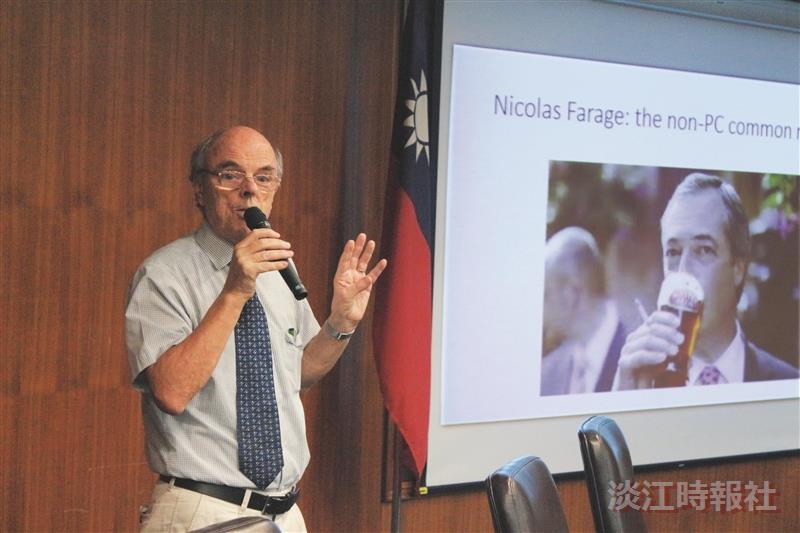 Nicolas Farage: the non-PC common
淡江時報社